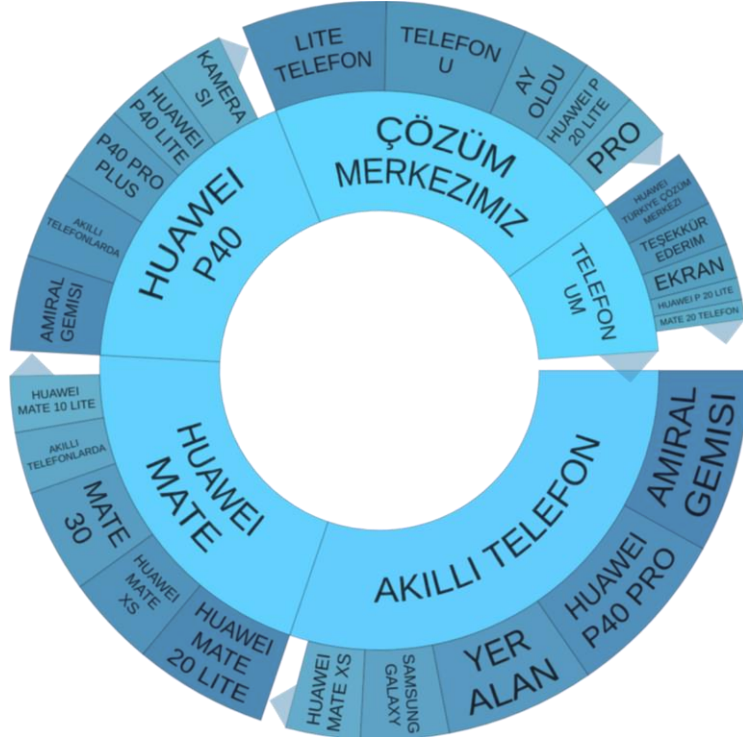 LITE
TELEFON
TELEFON
U
AY
OLDU
HUAWEI P
20 LITE
PRO
ÇÖZÜM
MERKEZIMIZ
HUAWEI
TÜRKIYE ÇÖZÜM
MERKEZI
TEŞEKKÜR
EDERIM
EKRAN
HUAWEI P 20 LITE
MATE 20 TELEFON
TELEFON
UM
AMIRAL
GEMISI
HUAWEI
P40 PRO
YER
ALAN
SAMSUNG
GALAXY
HUAWEI
MATE XS
AKILLI TELEFON
HUAWEI
MATE
20 LITE
HUAWEI
MATE
XS
MATE
30
AKILLI
TELEFONLARDA
HUAWEI
MATE 10 LITE
HUAWEI
MATE
AMIRAL
GEMISI
AKILLI
TELEFONLARDA
P40 PRO
PLUS
HUAWEI
P40 LITE
KAMERA
SI
HUAWEI
P40